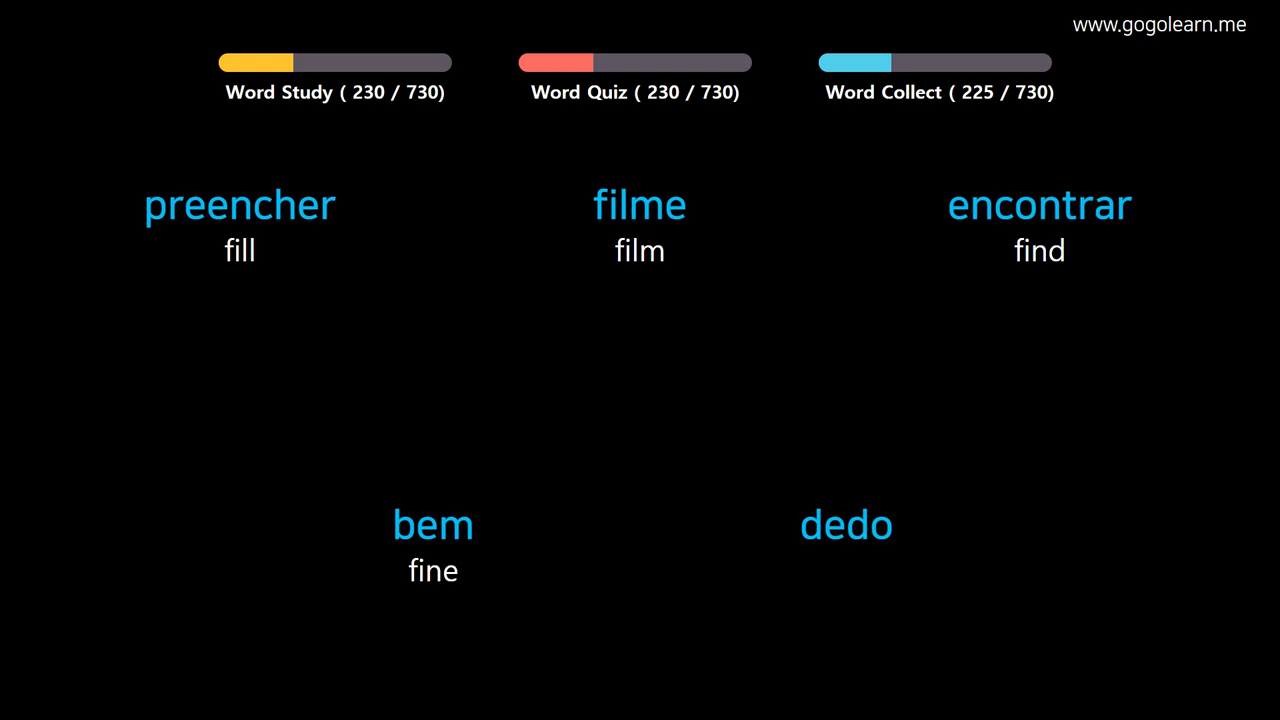 www.gogolearn.me
Word Study ( 230 / 730)
Word Quiz ( 230 / 730)
Word Collect ( 225 / 730)
preencher
fill
filme
film
encontrar
find
bem
fine
dedo